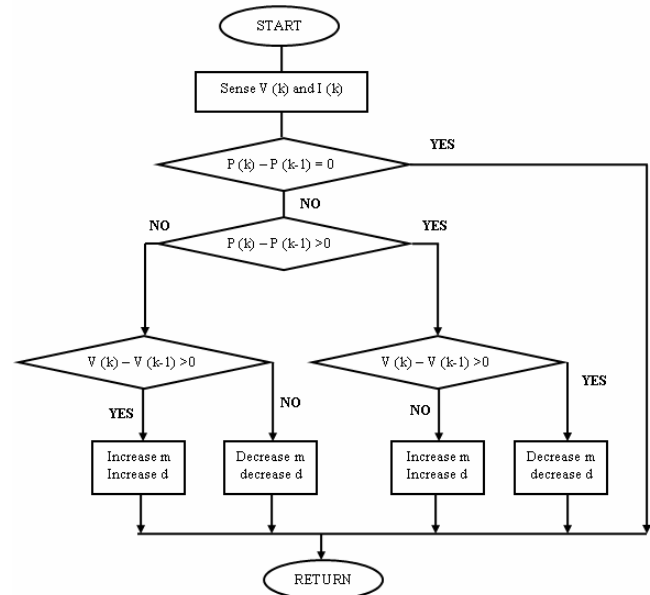 START
Sense V (k) and I (k)
YES
P (k) – P (k-1) = 0
NO
NO
YES
P (k) – P (k-1) >0
V (k) – V (k-1) >0
V (k) – V (k-1) >0
YES
NO
NO
YES
Increase m
Increase d
Decrease m
decrease d
Increase m
Increase d
Decrease m
decrease d
RETURN